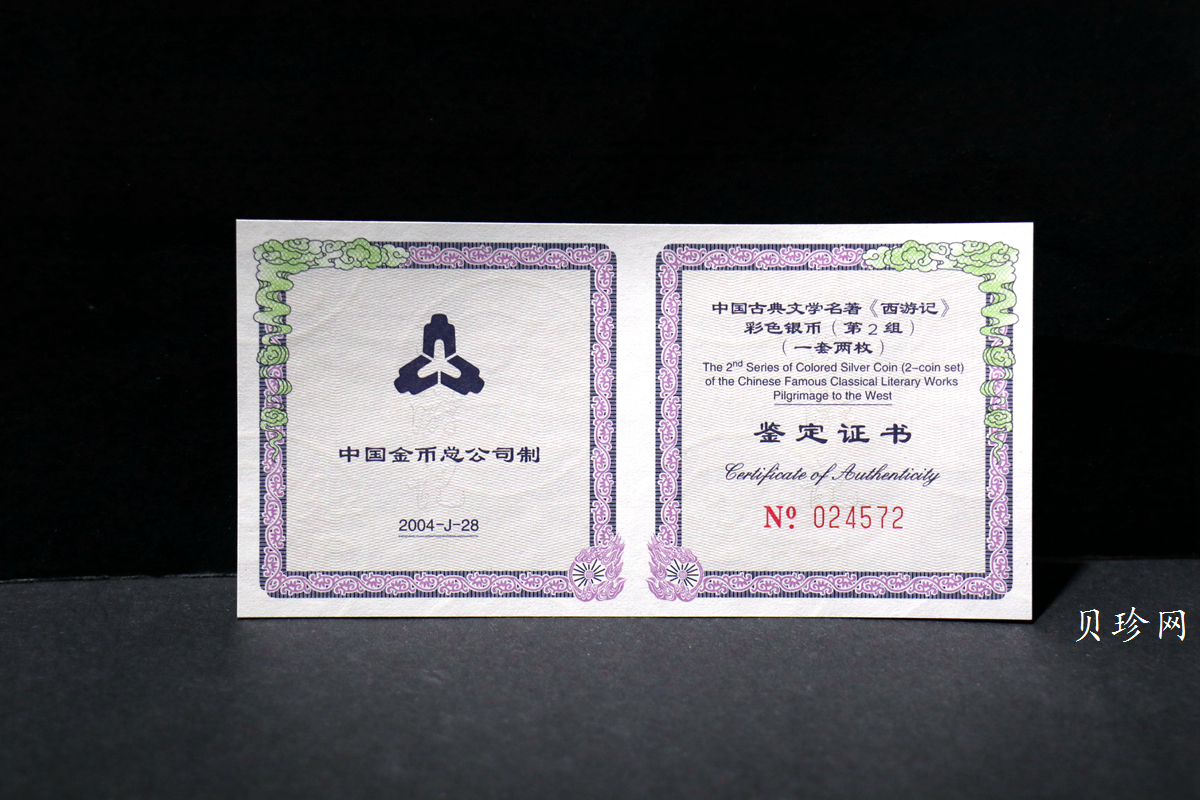 中国金币总公司制
2004-J-28
中国古典文学名著《西游记》
彩色银币（第2组）
（一套两枚）
The 2nd Series of Colored Silver Coin (2-coin set)
of the Chinese Famous Classical Literary Works
Pilgrimage to the West
鉴定证书
Certificate of Authenticity
Nº 024572
贝珍网